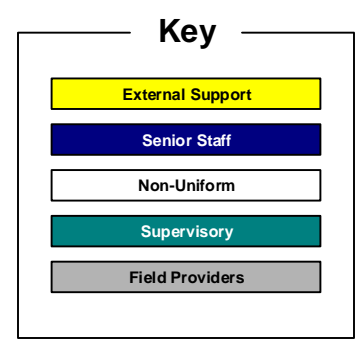 Key
External Support
Senior Staff
Non-Uniform
Supervisory
Field Providers